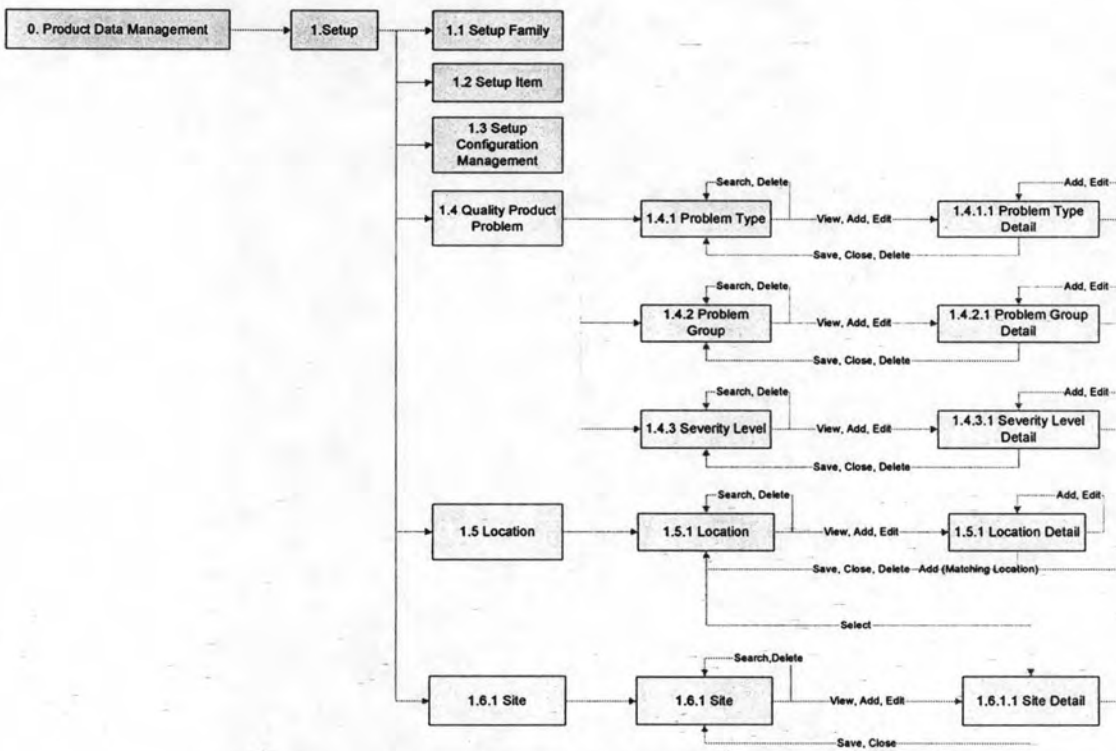 0. Product Data Management
1.Setup
1.1 Setup Family
1.2 Setup Item
1.3 Setup
Configuration
Management
1.4 Quality Product
Problem
Search, Delete
1.4.1 Problem Type
View, Add, Edit
Add, Edit
1.4.1.1 Problem Type
Detail
Save, Close, Delete
Search, Delete
1.4.2 Problem
Group
View, Add, Edit
Add, Edit
1.4.2.1 Problem Group
Detail
Save, Close, Delete
Search, Delete
1.4.3 Severity Level
View, Add, Edit
Add, Edit
1.4.3.1 Severity Level
Detail
Save, Close, Delete
1.5 Location
Search, Delete
1.5.1 Location
View, Add, Edit
Add, Edit
1.5.1 Location Detail
Save, Close, Delete
Add (Matching Location)
Select
1.6.1 Site
Search,Delete
1.6.1 Site
View, Add, Edit
1.6.1.1 Site Detail
Save, Close